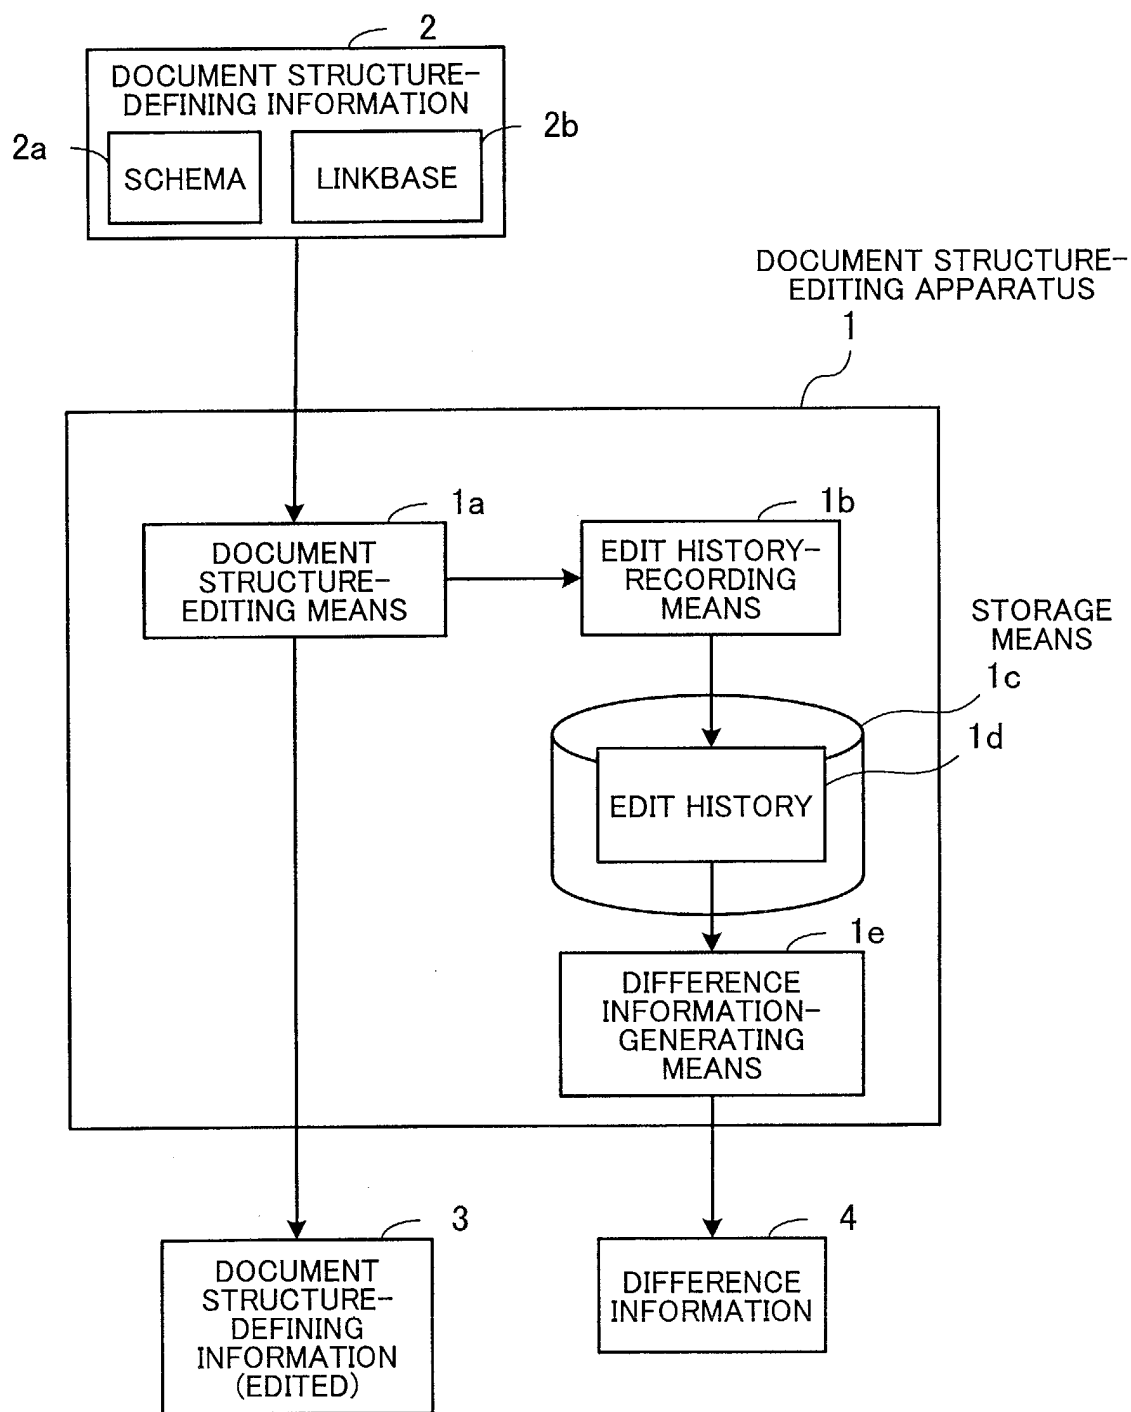 2
DOCUMENT STRUCTURE-
DEFINING INFORMATION
2a
2b
SCHEMA
LINKBASE
DOCUMENT STRUCTURE-
EDITING APPARATUS
1
1a
1b
DOCUMENT
STRUCTURE-
EDITING MEANS
EDIT HISTORY-
RECORDING
MEANS
STORAGE
MEANS
1c
1d
EDIT HISTORY
1e
DIFFERENCE
INFORMATION-
GENERATING
MEANS
3
4
DOCUMENT
STRUCTURE-
DEFINING
INFORMATION
(EDITED)
DIFFERENCE
INFORMATION